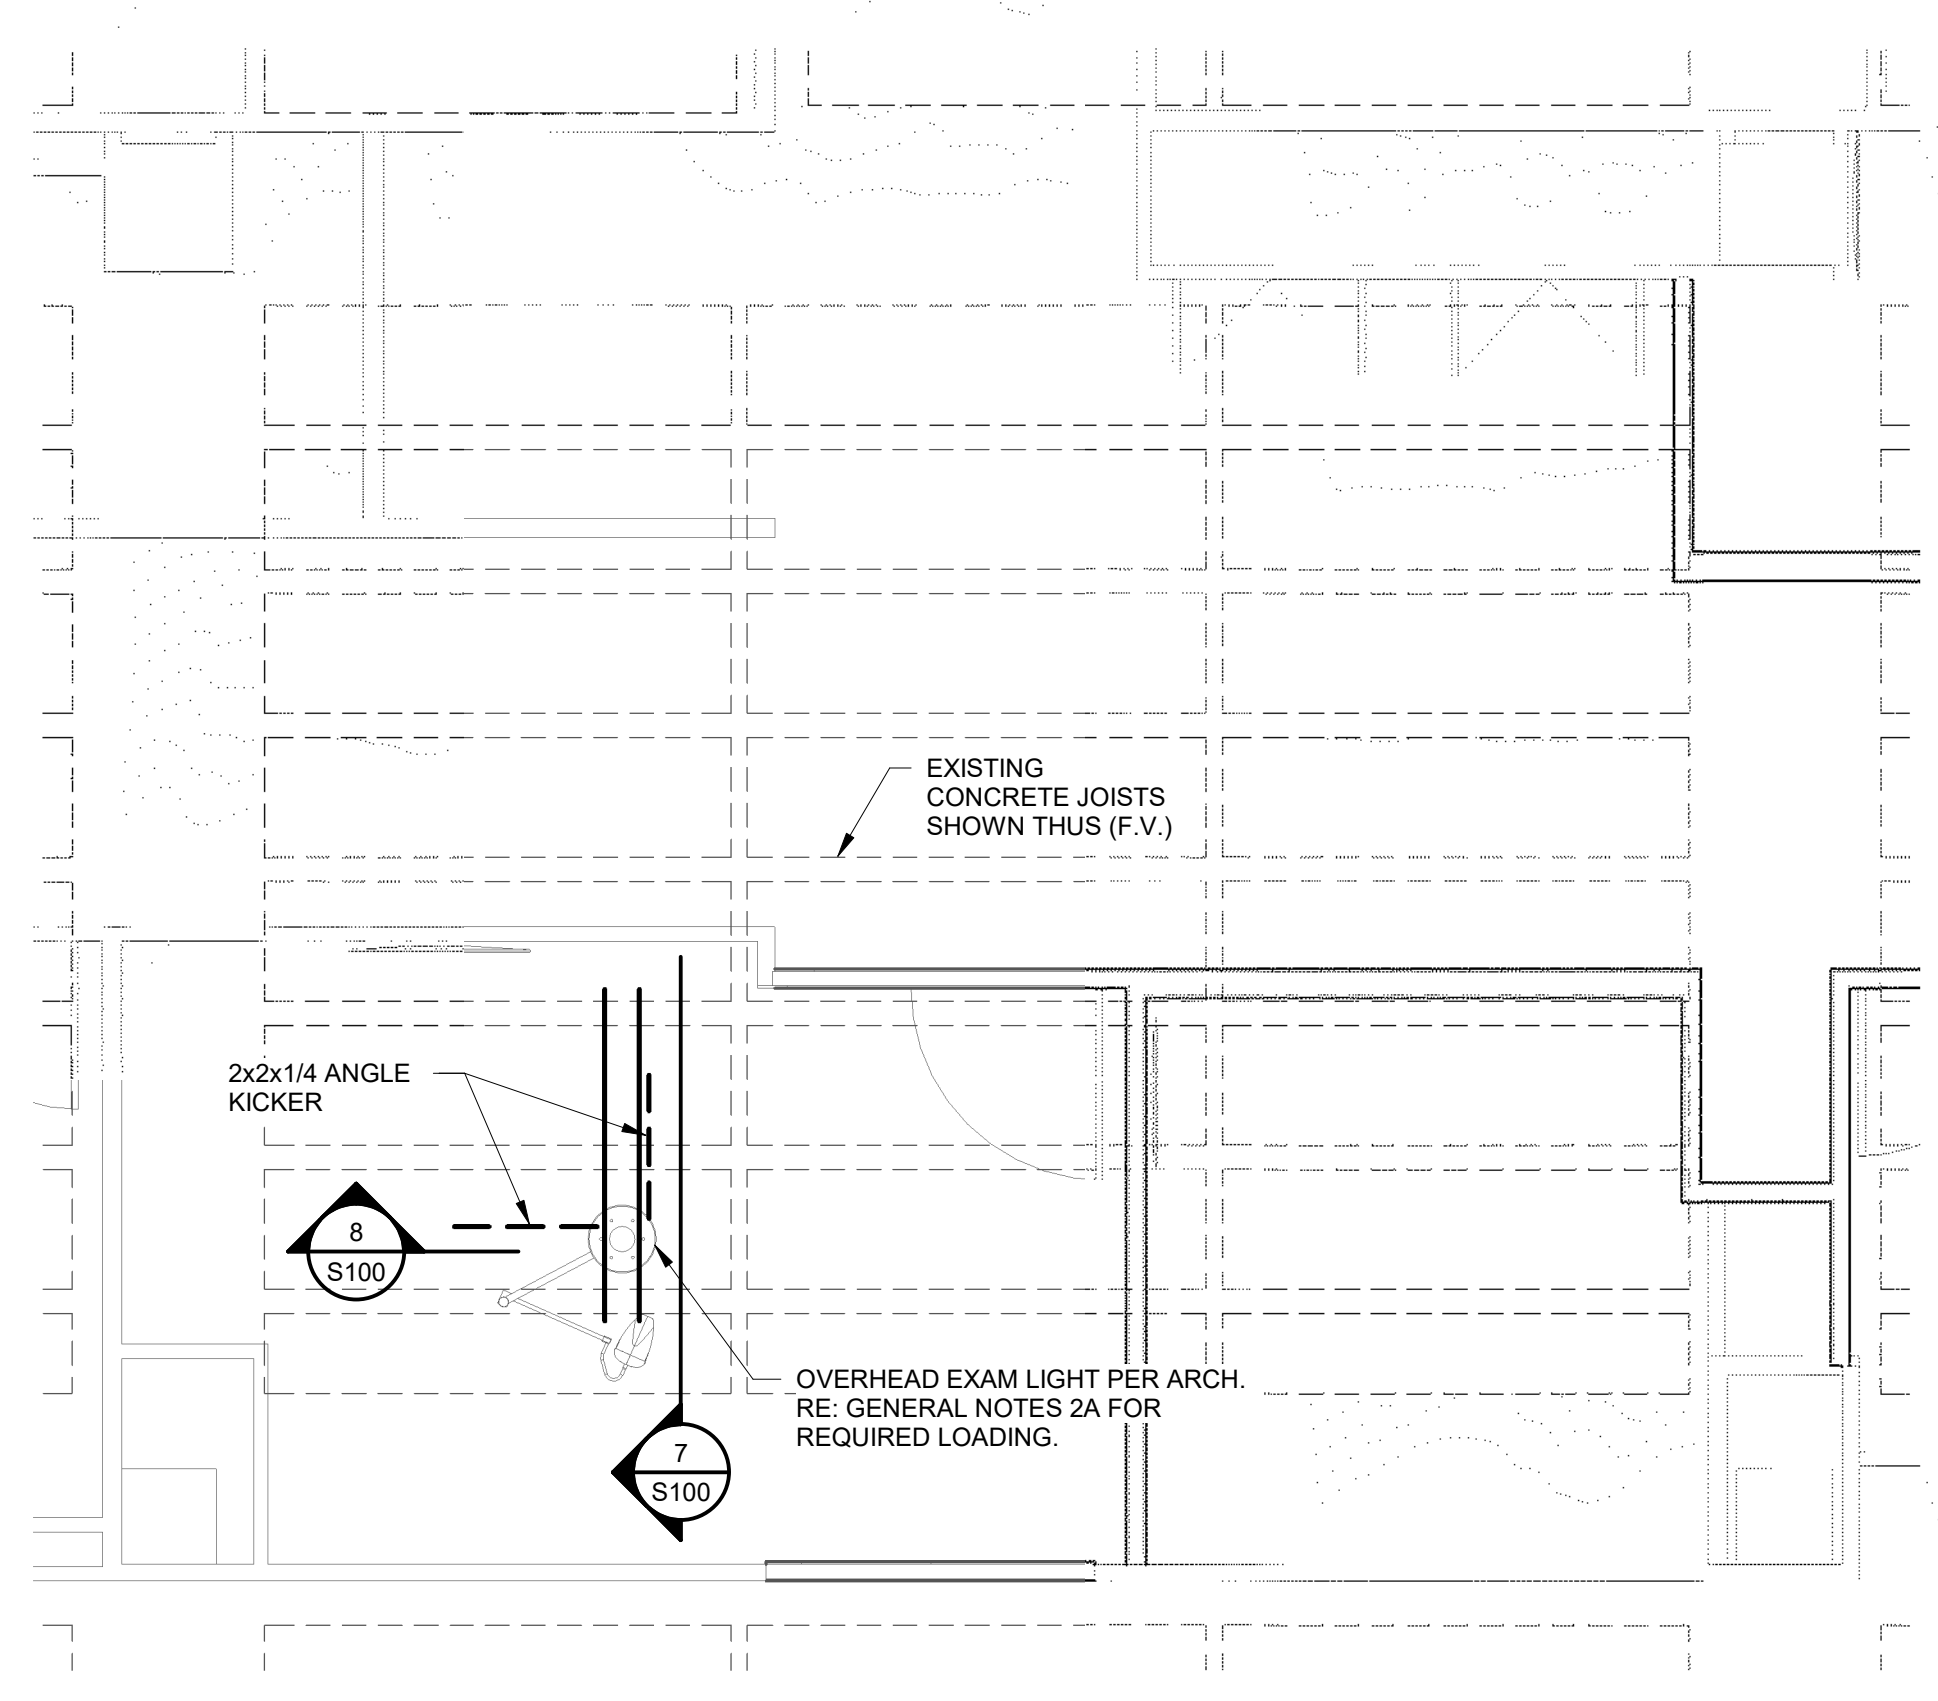 EXISTING
CONCRETE JOISTS
SHOWN THUS (F.V.)
2x2x1/4 ANGLE
KICKER
8
S100
OVERHEAD EXAM LIGHT PER ARCH.
RE: GENERAL NOTES 2A FOR
REQUIRED LOADING.
7
S100